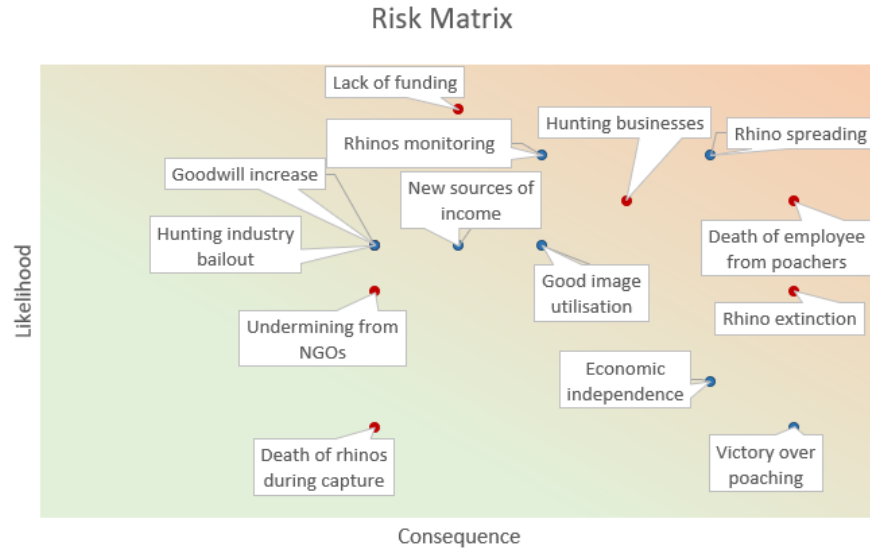 Risk Matrix
Lack of funding
Hunting businesses
Rhino spreading
Rhinos monitoring
Goodwill increase
New sources of
income
Hunting industry
bailout
Death of employee
from poachers
Good image
utilisation
Rhino extinction
Undermining from
NGOs
Economic
independence
Death of rhinos
during capture
Victory over
poaching
Likelihood
Consequence